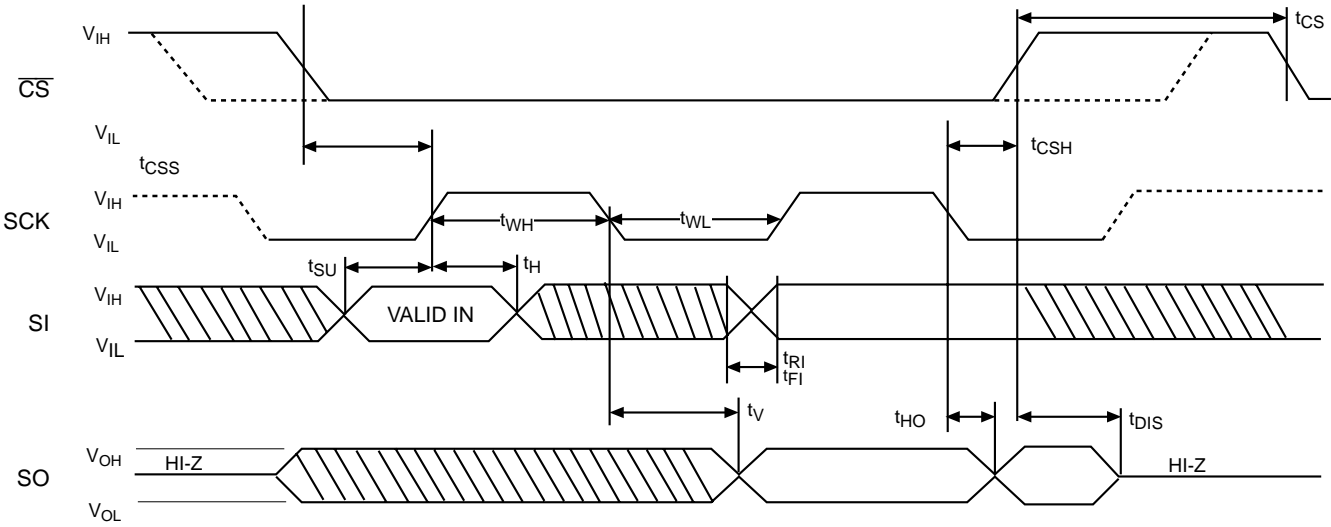 V_IH t_CS
C̅S̅
V_IL t_CSH
t_CSS
V_IH
SCK t_WH t_WL
V_IL
t_SU t_H
V_IH
SI VALID IN
V_IL
t_RI
t_FI
t_V t_HO t_DIS
V_OH
HI-Z HI-Z
SO
V_OL